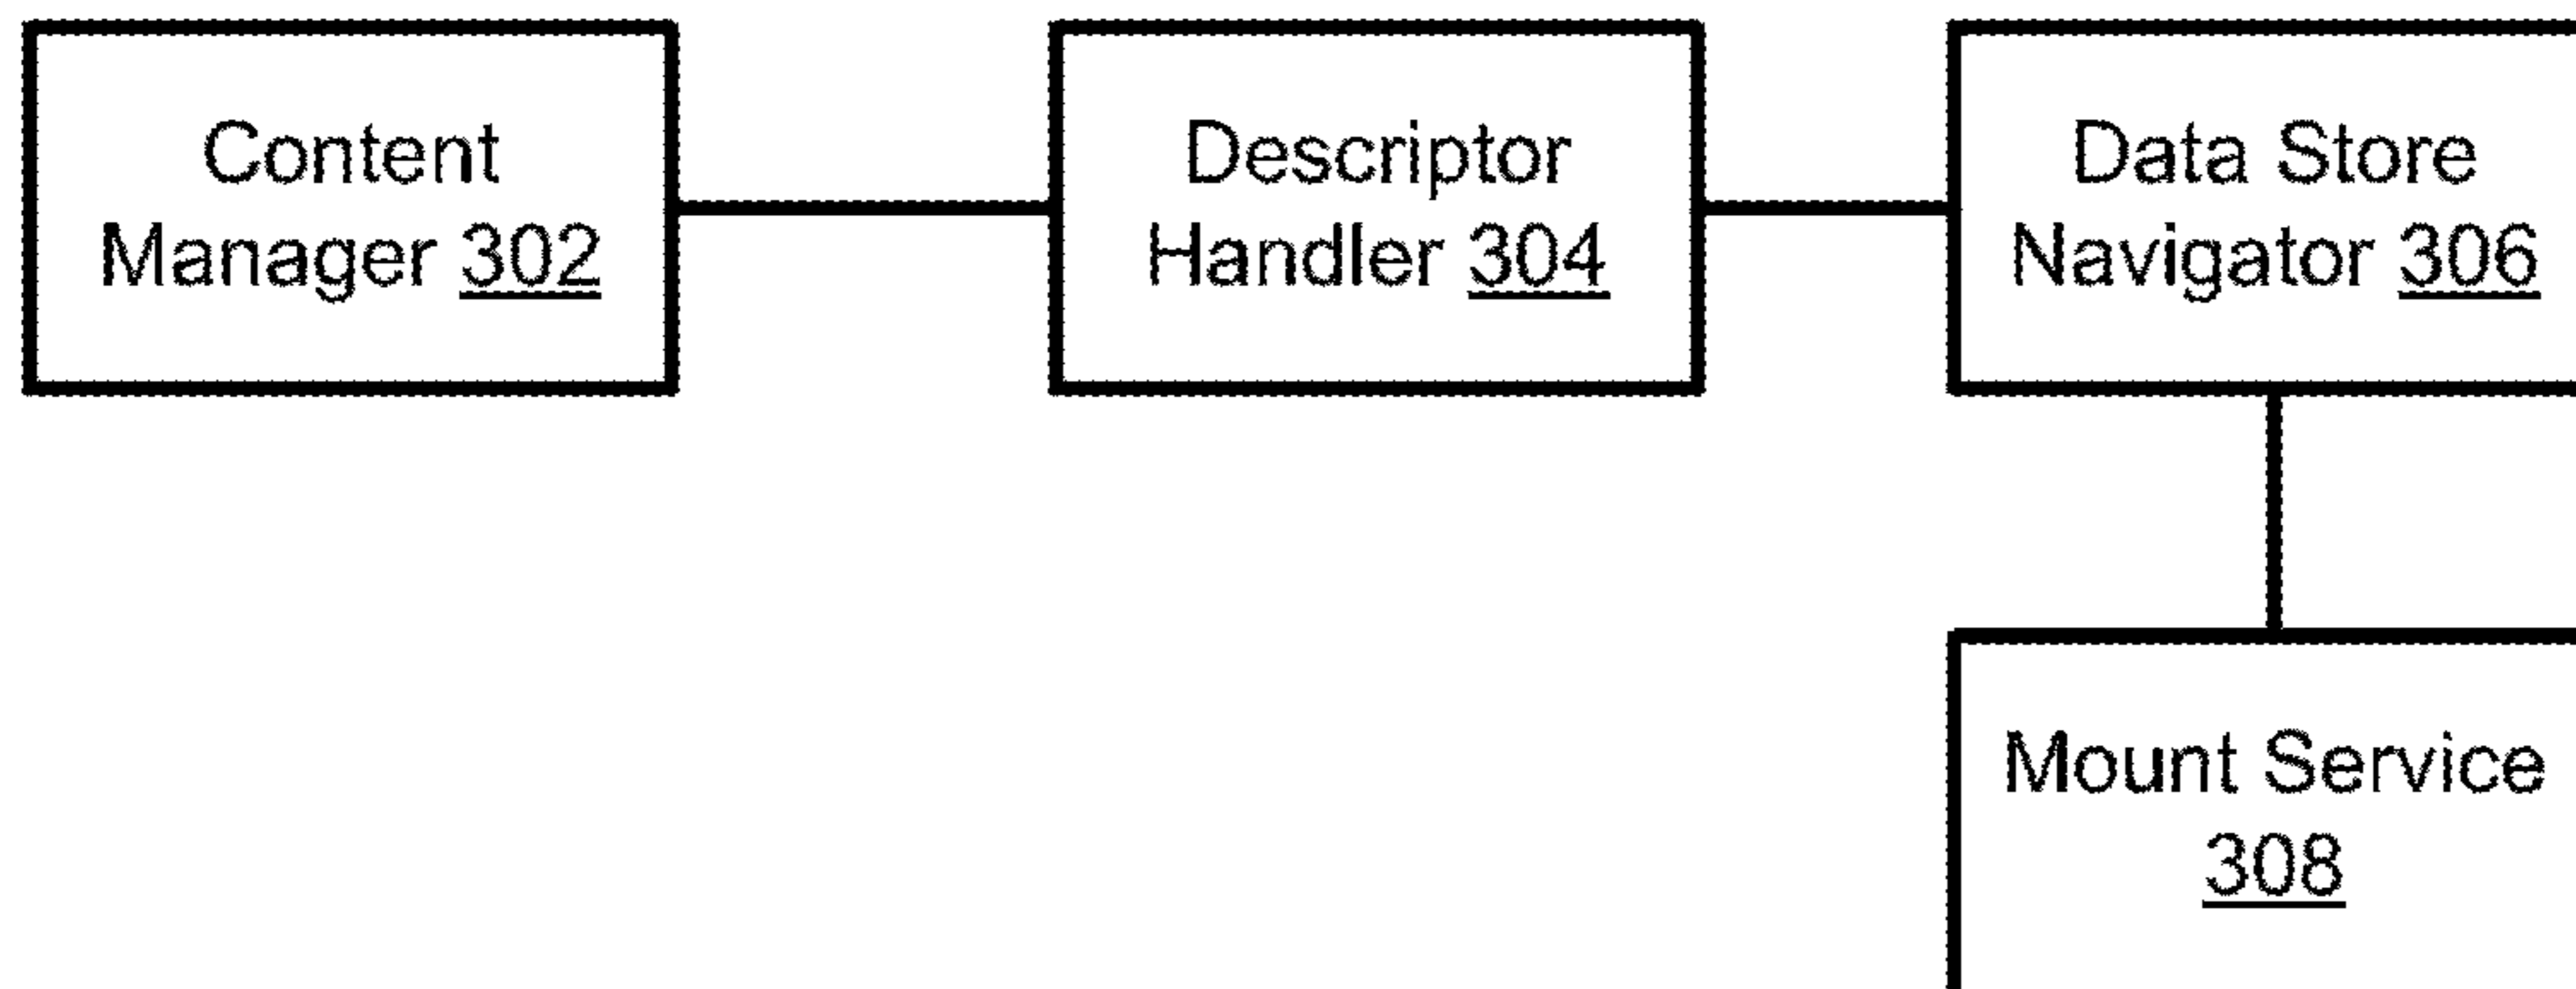 Content
Manager 302
Descriptor
Handler 304
Data Store
Navigator 306
Mount Service
308